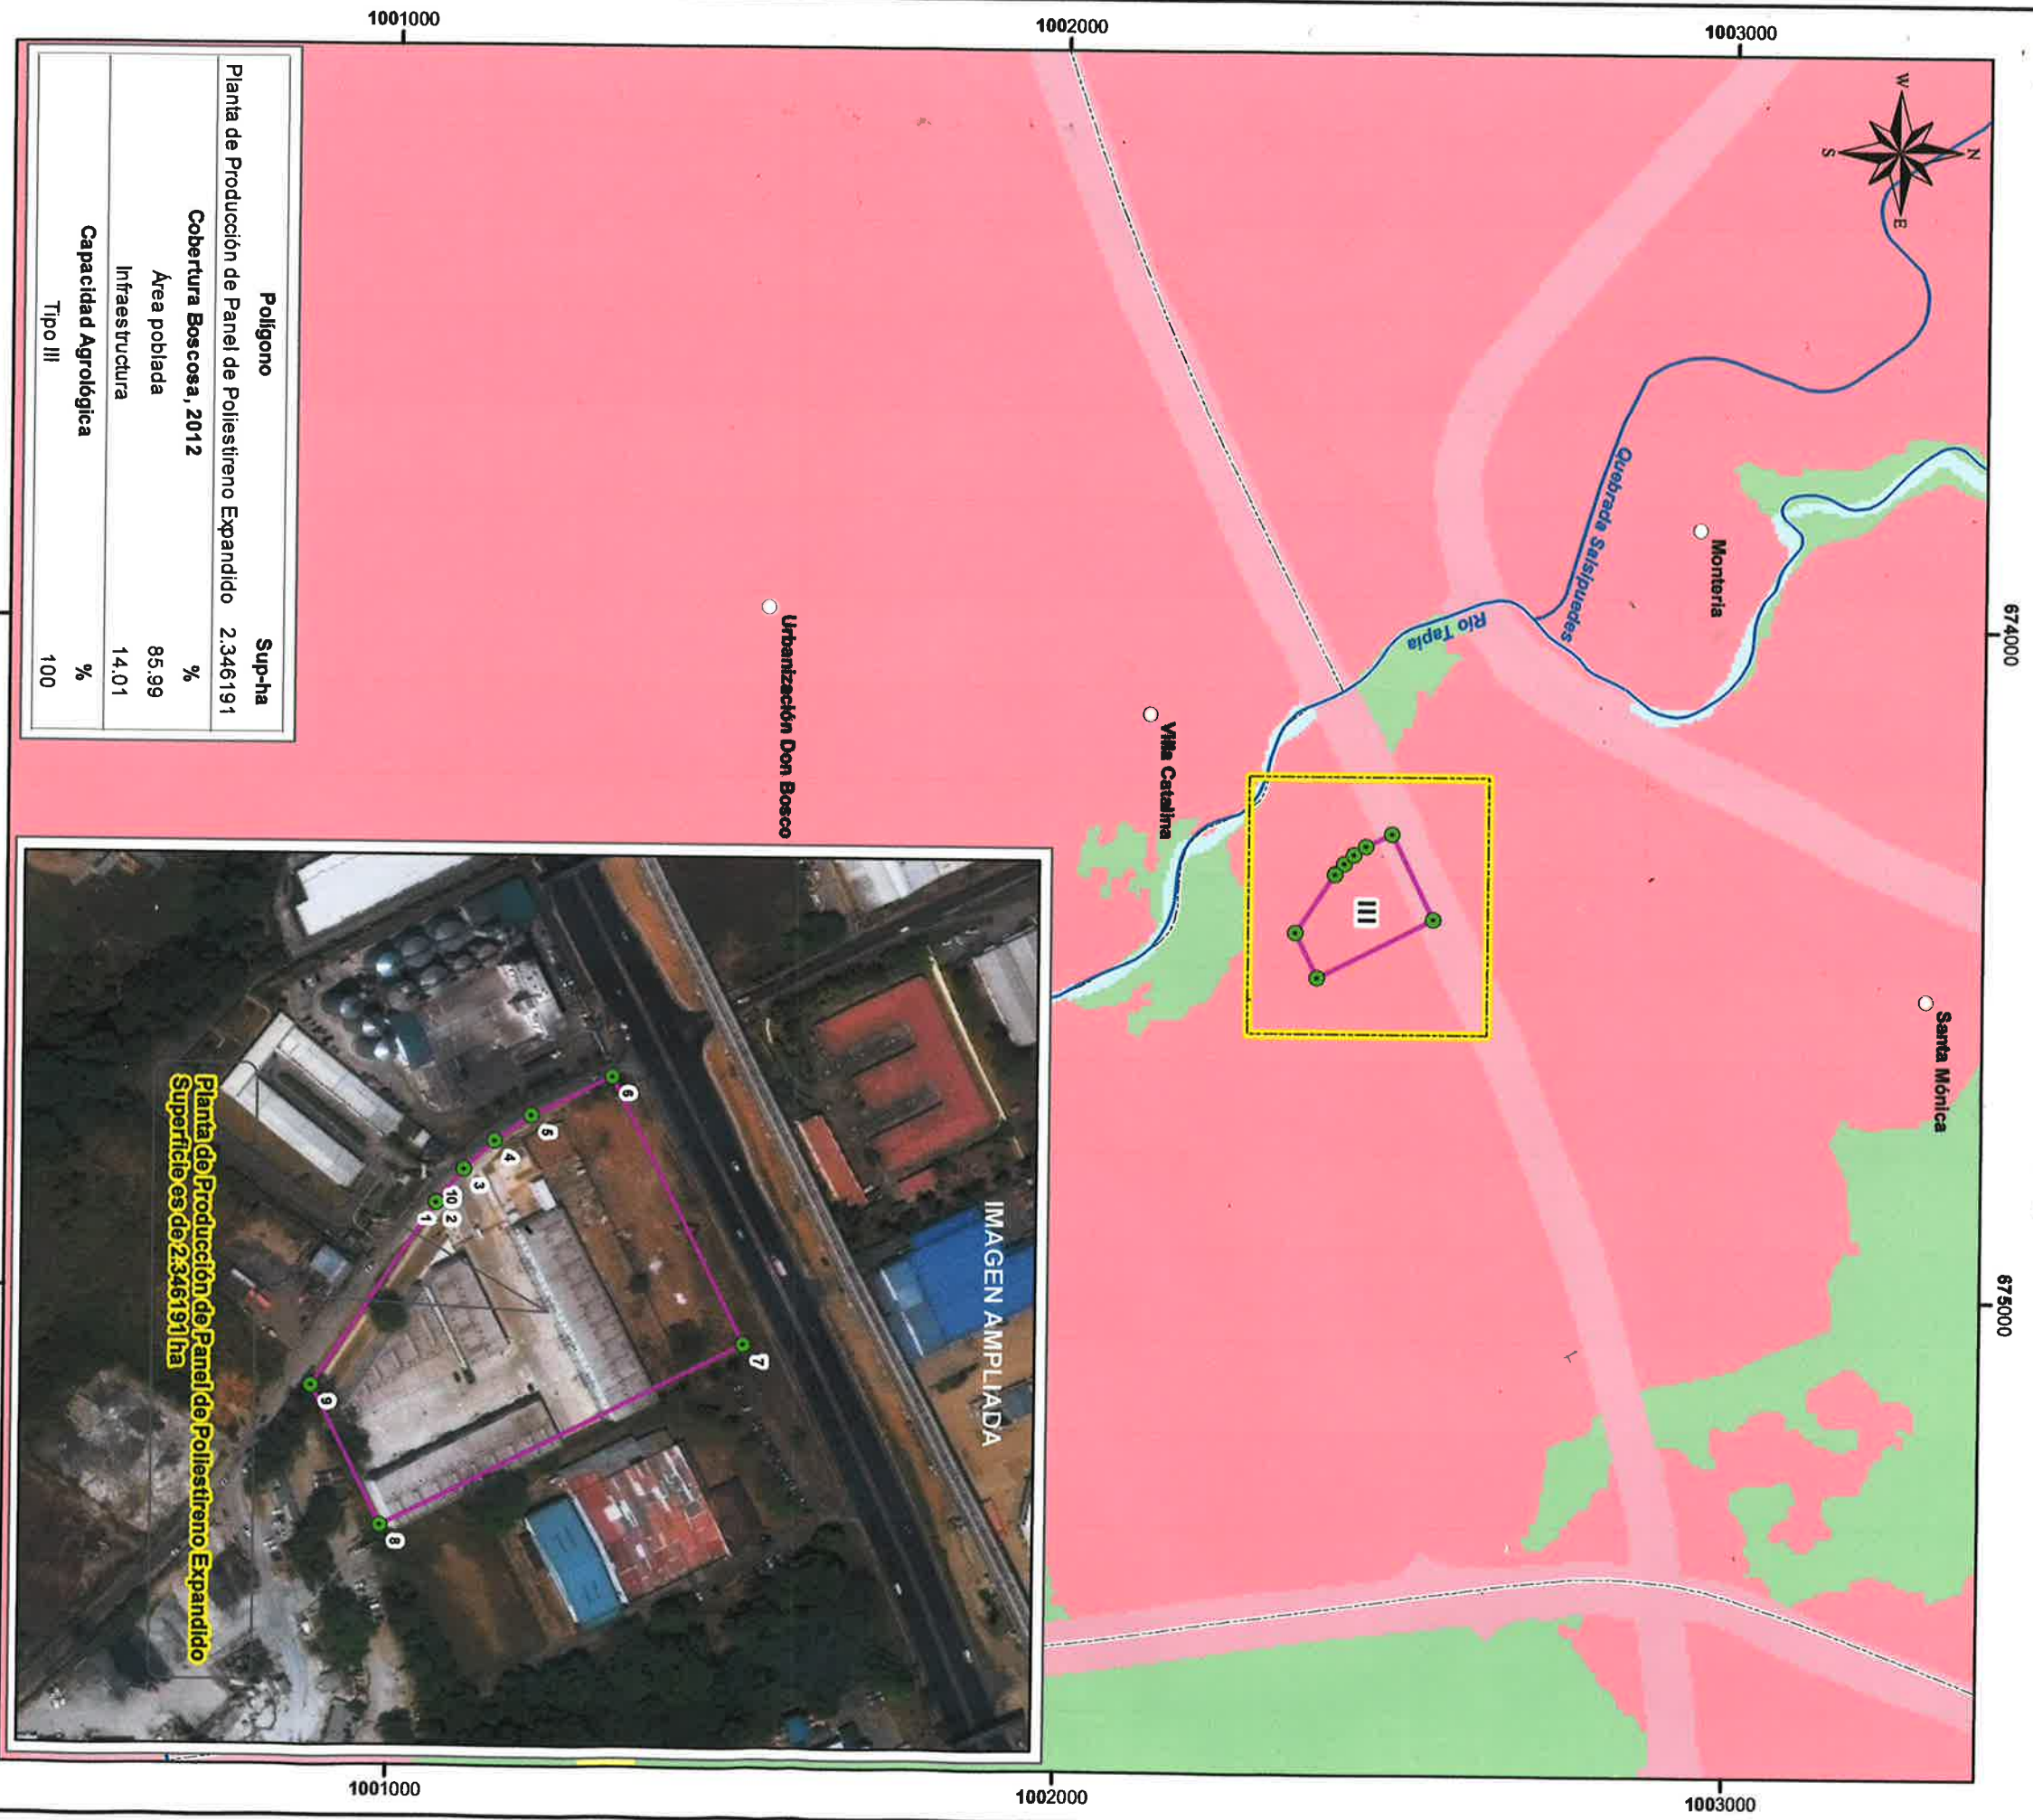 674000
675000
1003000
1003000
1002000
1002000
1001000
1001000
N
W
E
S
Santa Mónica
Monteria
Quebrada Salsipuedes
Río Tapia
Villa Catalina
III
Urbanización Don Bosco
Polígono Sup-ha
Planta de Producción de Panel de Poliestireno Expandido 2.346191
Cobertura Boscosa, 2012 %
Área poblada 85.99
Infraestructura 14.01
Capacidad Agrológica %
Tipo III 100
IMAGEN AMPLIADA
7
6
5
4
3
10
2
1
8
9
Planta de Producción de Panel de Poliestireno Expandido
Superficie es de 2.346191 ha